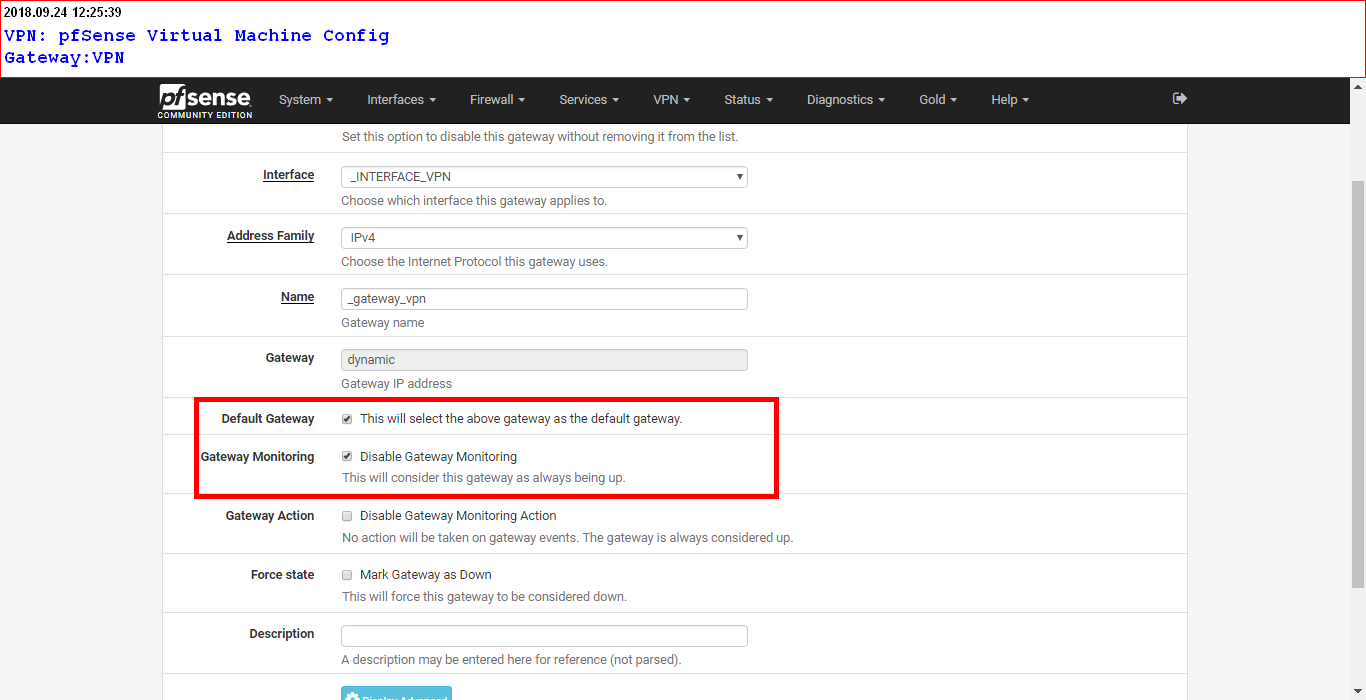 2018.09.24 12:25:39
VPN: pfSense Virtual Machine Config
Gateway:VPN
pfsense COMMUNITY EDITION System Interfaces Firewall Services VPN Status Diagnostics Gold Help
Set this option to disable this gateway without removing it from the list.
Interface _INTERFACE_VPN
Choose which interface this gateway applies to.
Address Family IPv4
Choose the Internet Protocol this gateway uses.
Name _gateway_vpn
Gateway name
Gateway dynamic
Gateway IP address
Default Gateway This will select the above gateway as the default gateway.
Gateway Monitoring Disable Gateway Monitoring
This will consider this gateway as always being up.
Gateway Action Disable Gateway Monitoring Action
No action will be taken on gateway events. The gateway is always considered up.
Force state Mark Gateway as Down
This will force this gateway to be considered down.
Description
A description may be entered here for reference (not parsed).
Display Advanced